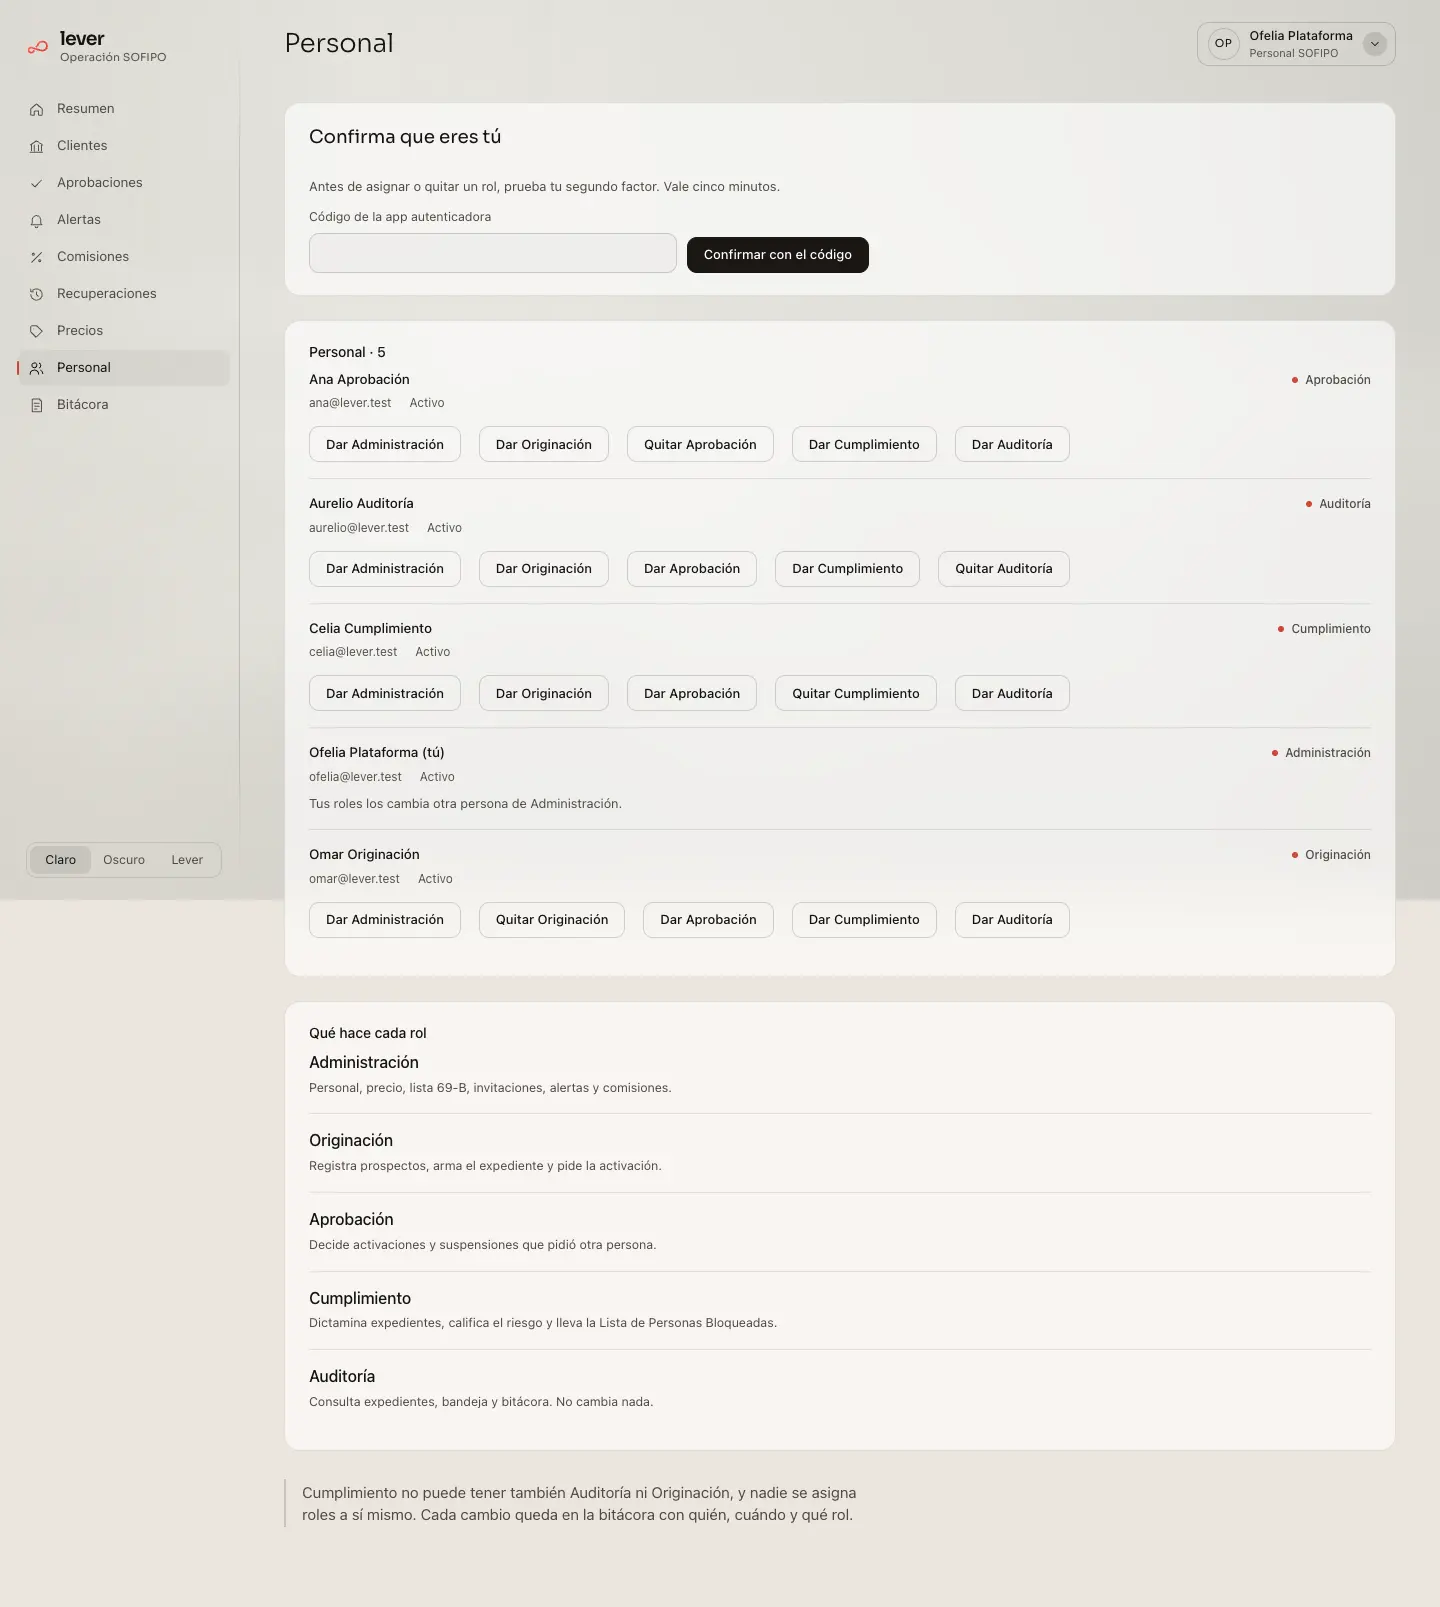 lever
Operación SOFIPO
Resumen
Clientes
Aprobaciones
Alertas
Comisiones
Recuperaciones
Precios
Personal
Bitácora
Claro Oscuro Lever
Personal
OP
Ofelia Plataforma
Personal SOFIPO
Confirma que eres tú
Antes de asignar o quitar un rol, prueba tu segundo factor. Vale cinco minutos.
Código de la app autenticadora
Confirmar con el código
Personal · 5
Ana Aprobación
Aprobación
ana@lever.test Activo
Dar Administración Dar Originación Quitar Aprobación Dar Cumplimiento Dar Auditoría
Aurelio Auditoría
Auditoría
aurelio@lever.test Activo
Dar Administración Dar Originación Dar Aprobación Dar Cumplimiento Quitar Auditoría
Celia Cumplimiento
Cumplimiento
celia@lever.test Activo
Dar Administración Dar Originación Dar Aprobación Quitar Cumplimiento Dar Auditoría
Ofelia Plataforma (tú)
Administración
ofelia@lever.test Activo
Tus roles los cambia otra persona de Administración.
Omar Originación
Originación
omar@lever.test Activo
Dar Administración Quitar Originación Dar Aprobación Dar Cumplimiento Dar Auditoría
Qué hace cada rol
Administración
Personal, precio, lista 69-B, invitaciones, alertas y comisiones.
Originación
Registra prospectos, arma el expediente y pide la activación.
Aprobación
Decide activaciones y suspensiones que pidió otra persona.
Cumplimiento
Dictamina expedientes, califica el riesgo y lleva la Lista de Personas Bloqueadas.
Auditoría
Consulta expedientes, bandeja y bitácora. No cambia nada.
Cumplimiento no puede tener también Auditoría ni Originación, y nadie se asigna
roles a sí mismo. Cada cambio queda en la bitácora con quién, cuándo y qué rol.